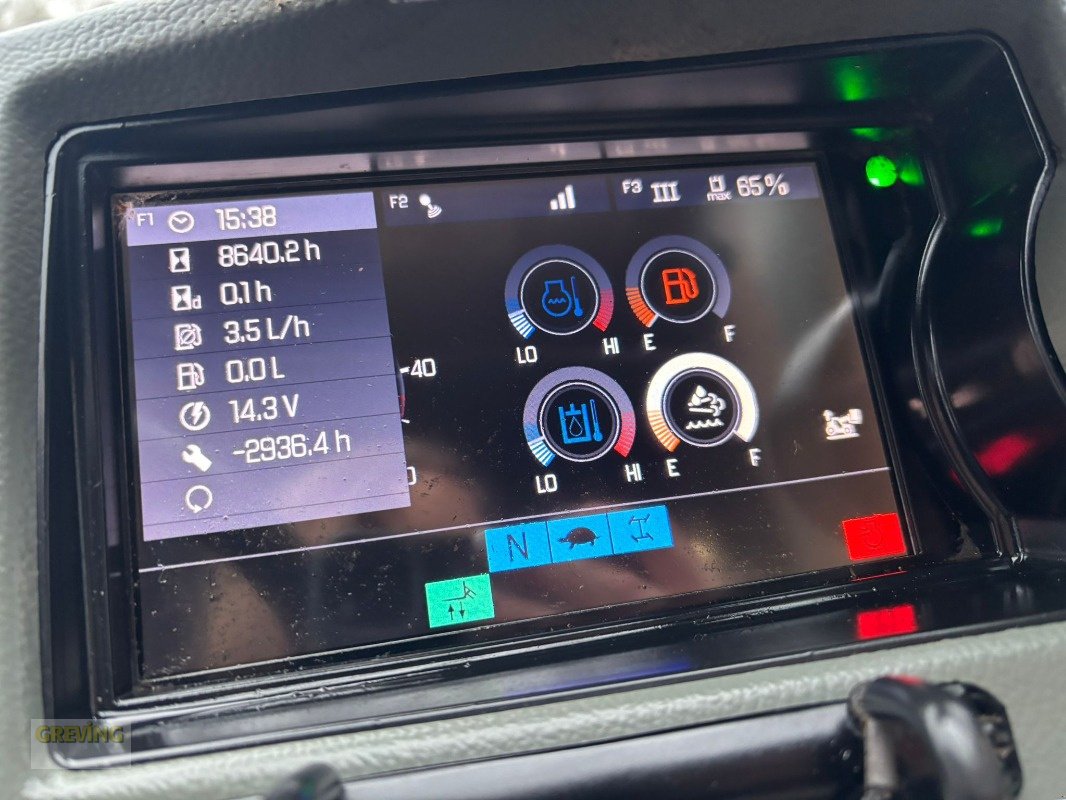 F1 15:38
F2
F3 III max 65%
8640.2 h
d 0.1 h
3.5 L/h
0.0 L
14.3 V
-2936.4 h
40
0
LO HI
E F
LO HI
E F
N
GREVING